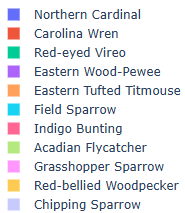 Northern Cardinal
Carolina Wren
Red-eyed Vireo
Eastern Wood-Pewee
Eastern Tufted Titmouse
Field Sparrow
Indigo Bunting
Acadian Flycatcher
Grasshopper Sparrow
Red-bellied Woodpecker
Chipping Sparrow